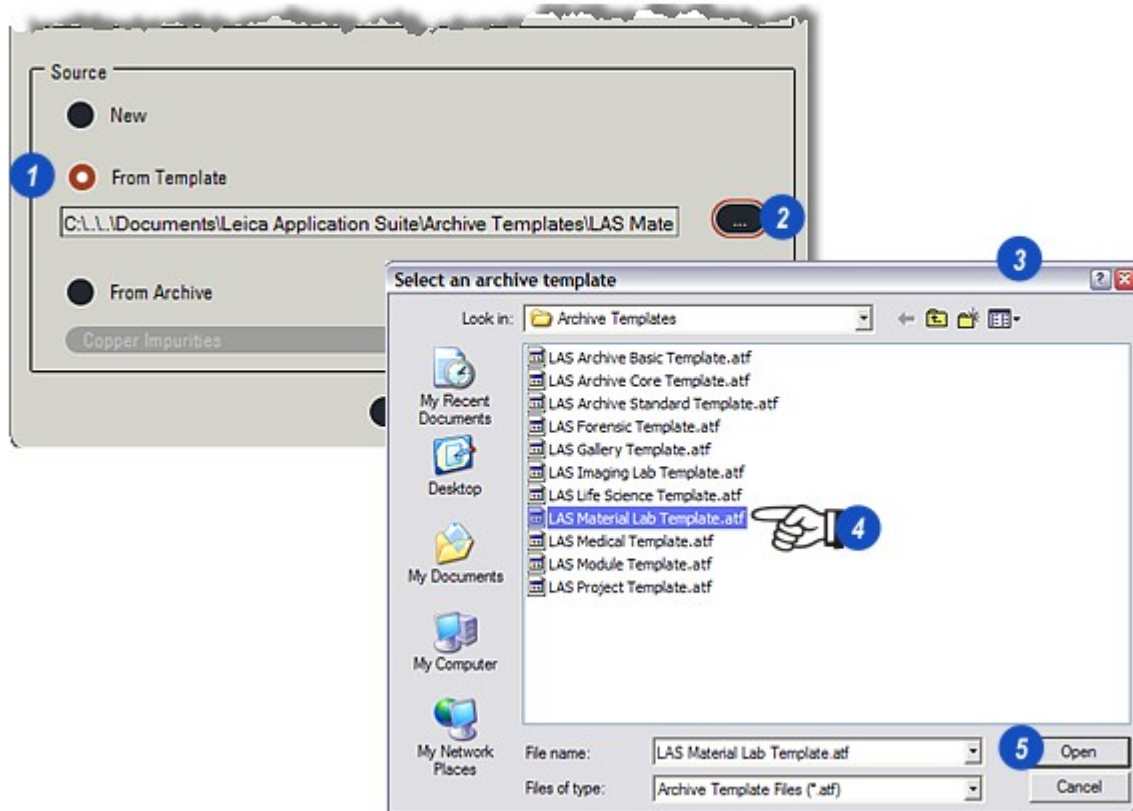 Source
New
1
From Template
C:\..\..\Documents\Leica Application Suite\Archive Templates\LAS Mate
...
2
From Archive
Copper Impurities
3
Select an archive template
Look in:
Archive Templates
My Recent
Documents
Desktop
My Documents
My Computer
My Network
Places
LAS Archive Basic Template.atf
LAS Archive Core Template.atf
LAS Archive Standard Template.atf
LAS Forensic Template.atf
LAS Gallery Template.atf
LAS Imaging Lab Template.atf
LAS Life Science Template.atf
LAS Material Lab Template.atf
4
LAS Medical Template.atf
LAS Module Template.atf
LAS Project Template.atf
File name:
LAS Material Lab Template.atf
5
Open
Files of type:
Archive Template Files (*.atf)
Cancel